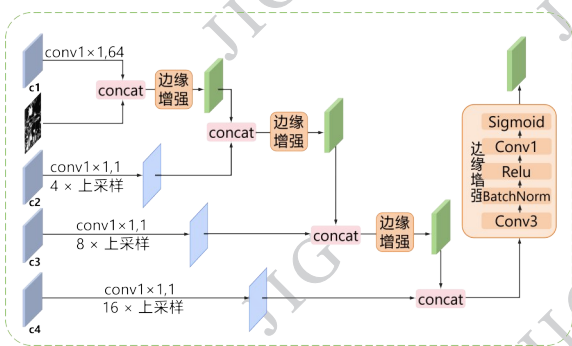 conv1×1,64
c1
concat
边缘
增强
concat
边缘
增强
conv1×1,1
4 × 上采样
c2
conv1×1,1
8 × 上采样
c3
concat
边缘
增强
conv1×1,1
16 × 上采样
c4
concat
边缘增强
Sigmoid
Conv1
Relu
BatchNorm
Conv3
JIG
JIG